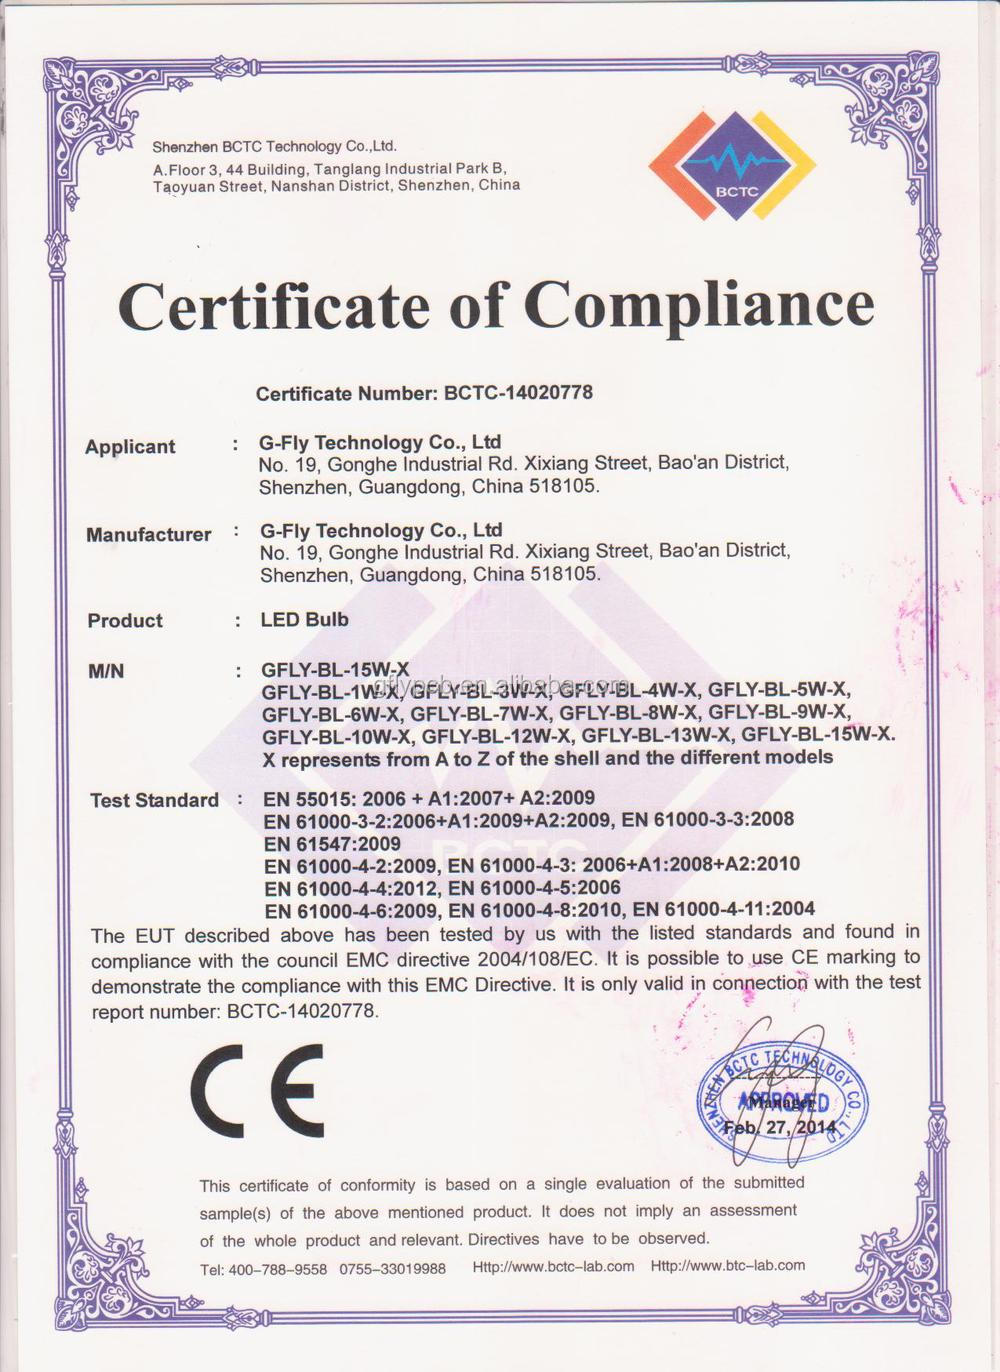 Shenzhen BCTC Technology Co.,Ltd.
A.Floor 3, 44 Building, Tanglang Industrial Park B,
Taoyuan Street, Nanshan District, Shenzhen, China
BCTC
Certificate of Compliance
Certificate Number: BCTC-14020778
Applicant : G-Fly Technology Co., Ltd
No. 19, Gonghe Industrial Rd. Xixiang Street, Bao'an District,
Shenzhen, Guangdong, China 518105.
Manufacturer : G-Fly Technology Co., Ltd
No. 19, Gonghe Industrial Rd. Xixiang Street, Bao'an District,
Shenzhen, Guangdong, China 518105.
Product : LED Bulb
M/N : GFLY-BL-15W-X
gflypcb.en.alibaba.com
GFLY-BL-1W-X, GFLY-BL-3W-X, GFLY-BL-4W-X, GFLY-BL-5W-X,
GFLY-BL-6W-X, GFLY-BL-7W-X, GFLY-BL-8W-X, GFLY-BL-9W-X,
GFLY-BL-10W-X, GFLY-BL-12W-X, GFLY-BL-13W-X, GFLY-BL-15W-X.
X represents from A to Z of the shell and the different models
Test Standard : EN 55015: 2006 + A1:2007+ A2:2009
EN 61000-3-2:2006+A1:2009+A2:2009, EN 61000-3-3:2008
EN 61547:2009
BCTC
EN 61000-4-2:2009, EN 61000-4-3: 2006+A1:2008+A2:2010
EN 61000-4-4:2012, EN 61000-4-5:2006
EN 61000-4-6:2009, EN 61000-4-8:2010, EN 61000-4-11:2004
The EUT described above has been tested by us with the listed standards and found in
compliance with the council EMC directive 2004/108/EC. It is possible to use CE marking to
demonstrate the compliance with this EMC Directive. It is only valid in connection with the test
report number: BCTC-14020778.
CE
SHENZHEN BCTC TECHNOLOGY CO., LTD
APPROVED
Manager
Feb. 27, 2014
This certificate of conformity is based on a single evaluation of the submitted
sample(s) of the above mentioned product. It does not imply an assessment
of the whole product and relevant. Directives have to be observed.
Tel: 400-788-9558 0755-33019988 Http://www.bctc-lab.com Http://www.btc-lab.com